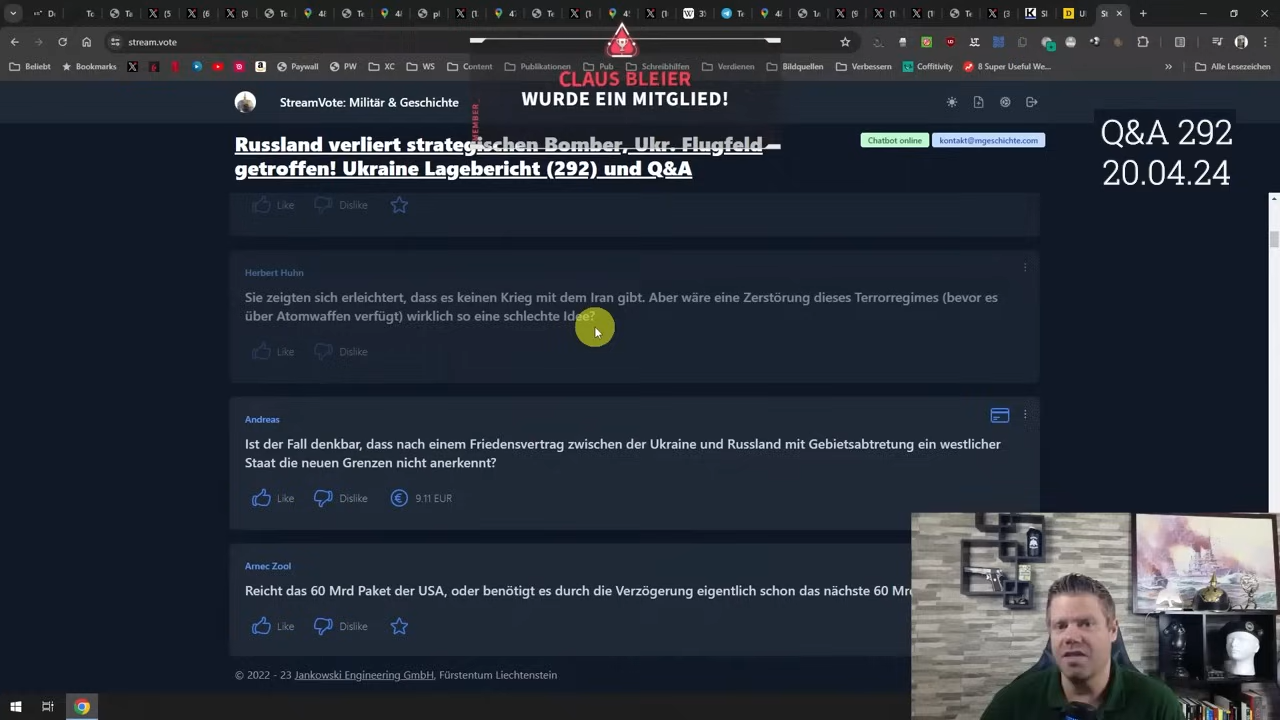 stream.vote
Beliebt
Bookmarks
Paywall
PW
XC
WS
Content
Publikationen
Pub
Schreibhilfen
Verdienen
Bildquellen
Verbessern
Coffitivity
8 Best Super Usefu...
Alle Lesezeichen
MEMBER
CLAUS BLEIER
WURDE EIN MITGLIED!
StreamVote: Militär & Geschichte
Russland verliert strategischen Bomber, Ukr. Flugfeld
getroffen! Ukraine Lagebericht (292) und Q&A
Chatbot online
kontakt@mgeschichte.com
Q&A 292
20.04.24
Like
Dislike
Herbert Huhn
Sie zeigten sich erleichtert, dass es keinen Krieg mit dem Iran gibt. Aber wäre eine Zerstörung dieses Terrorregimes (bevor es
über Atomwaffen verfügt) wirklich so eine schlechte Idee?
Like
Dislike
Andreas
Ist der Fall denkbar, dass nach einem Friedensvertrag zwischen der Ukraine und Russland mit Gebietsabtretung ein westlicher
Staat die neuen Grenzen nicht anerkennt?
Like
Dislike
9.11 EUR
Arnec Zool
Reicht das 60 Mrd Paket der USA, oder benötigt es durch die Verzögerung eigentlich schon das nächste 60
Like
Dislike
© 2022 - 23 Jankowski Engineering GmbH, Fürstentum Liechtenstein